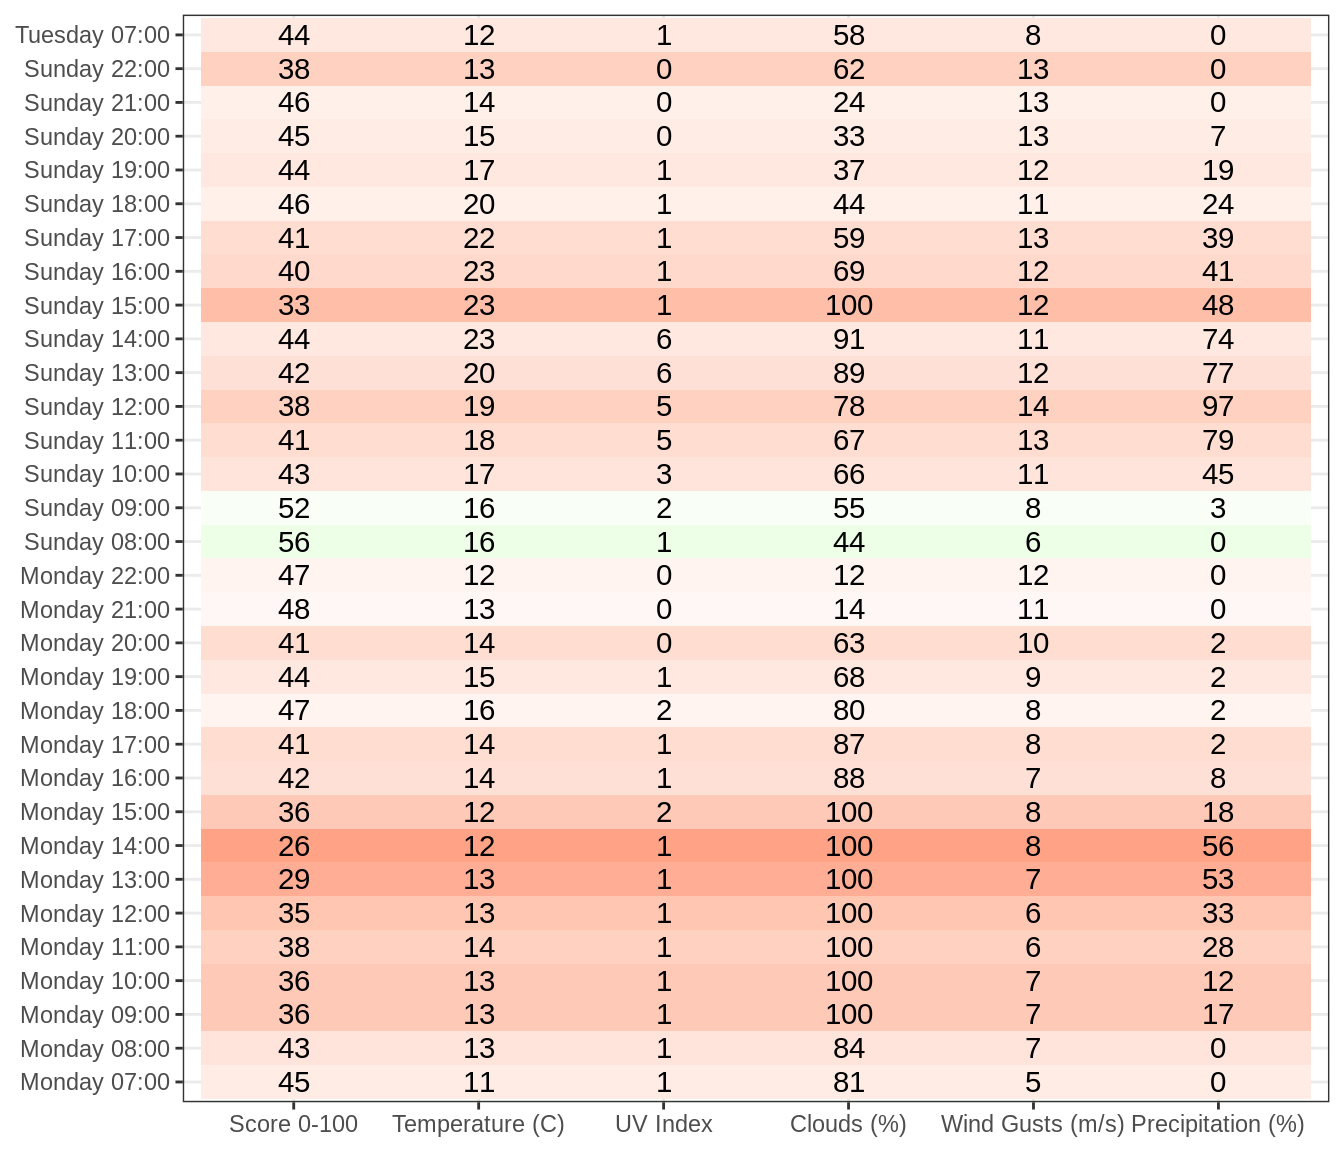 Tuesday 07:00 44 12 1 58 8 0
Sunday 22:00 38 13 0 62 13 0
Sunday 21:00 46 14 0 24 13 0
Sunday 20:00 45 15 0 33 13 7
Sunday 19:00 44 17 1 37 12 19
Sunday 18:00 46 20 1 44 11 24
Sunday 17:00 41 22 1 59 13 39
Sunday 16:00 40 23 1 69 12 41
Sunday 15:00 33 23 1 100 12 48
Sunday 14:00 44 23 6 91 11 74
Sunday 13:00 42 20 6 89 12 77
Sunday 12:00 38 19 5 78 14 97
Sunday 11:00 41 18 5 67 13 79
Sunday 10:00 43 17 3 66 11 45
Sunday 09:00 52 16 2 55 8 3
Sunday 08:00 56 16 1 44 6 0
Monday 22:00 47 12 0 12 12 0
Monday 21:00 48 13 0 14 11 0
Monday 20:00 41 14 0 63 10 2
Monday 19:00 44 15 1 68 9 2
Monday 18:00 47 16 2 80 8 2
Monday 17:00 41 14 1 87 8 2
Monday 16:00 42 14 1 88 7 8
Monday 15:00 36 12 2 100 8 18
Monday 14:00 26 12 1 100 8 56
Monday 13:00 29 13 1 100 7 53
Monday 12:00 35 13 1 100 6 33
Monday 11:00 38 14 1 100 6 28
Monday 10:00 36 13 1 100 7 12
Monday 09:00 36 13 1 100 7 17
Monday 08:00 43 13 1 84 7 0
Monday 07:00 45 11 1 81 5 0
Score 0-100 Temperature (C) UV Index Clouds (%) Wind Gusts (m/s) Precipitation (%)